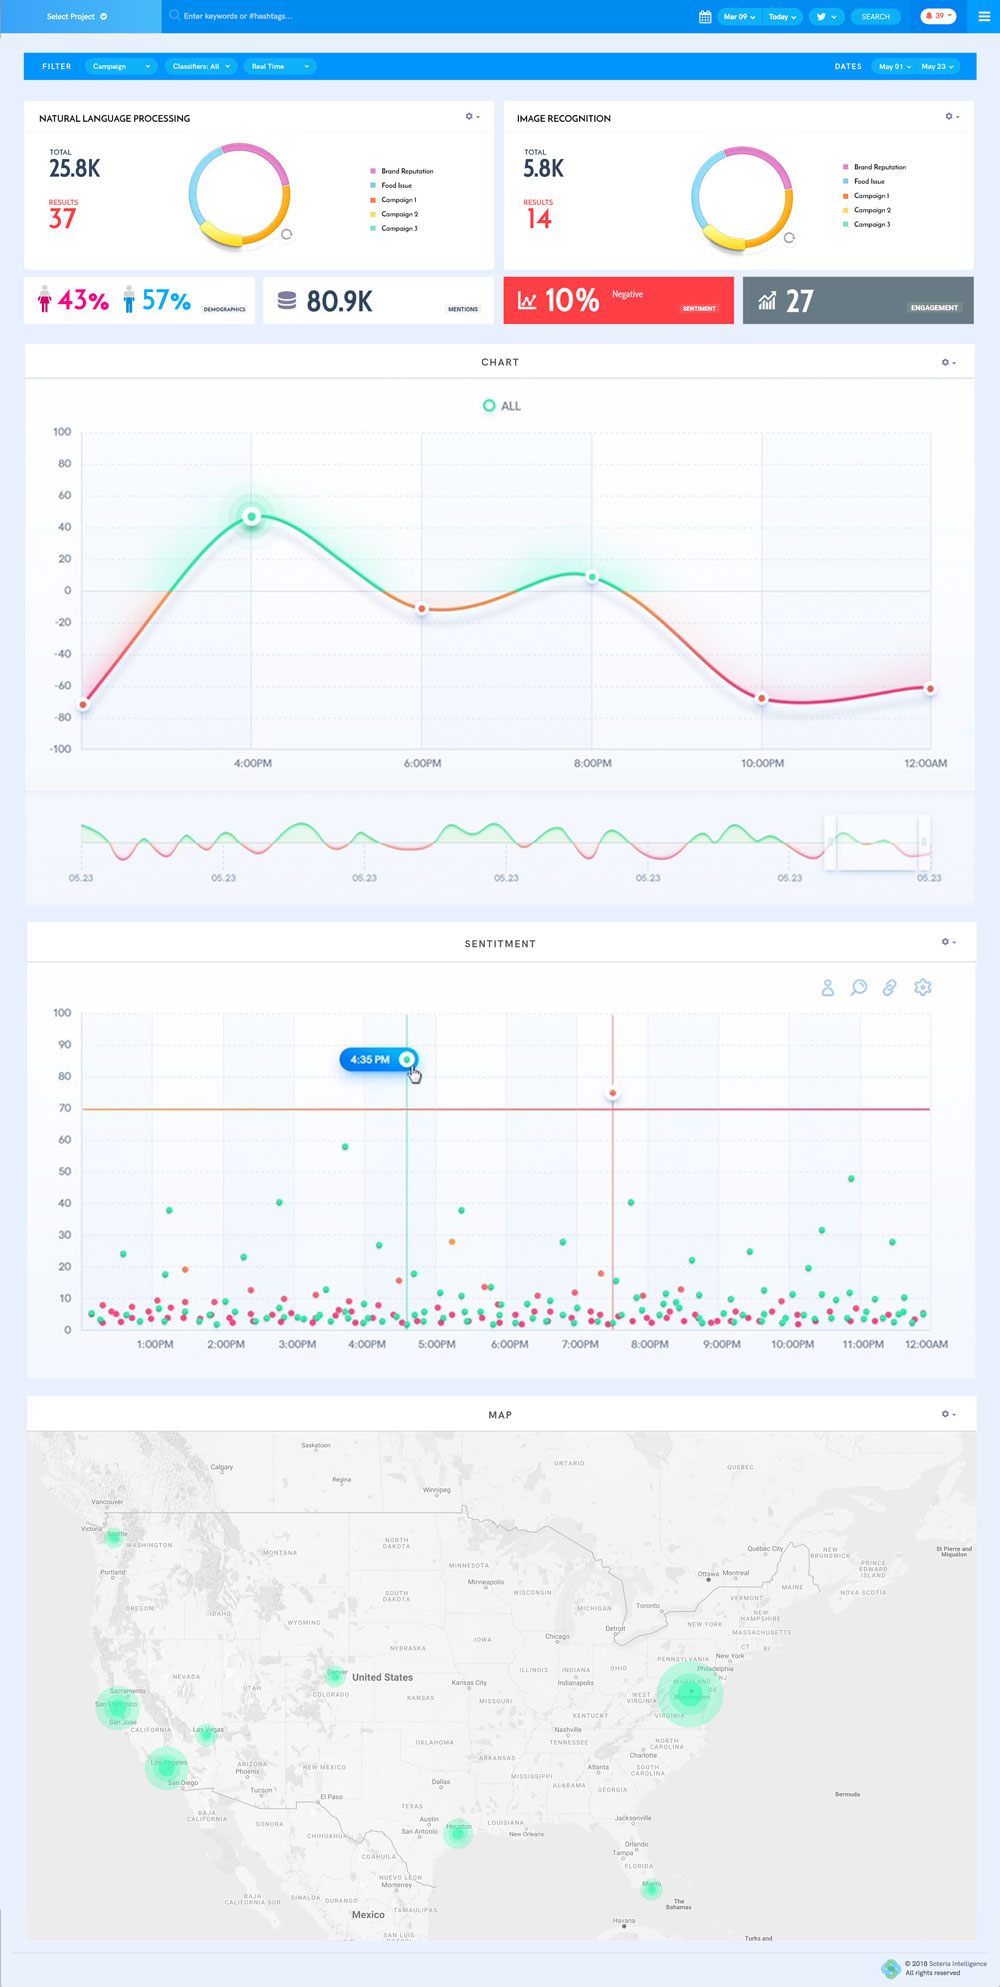 Select Project
Enter keywords or #hashtags...
Mar 09
Today
SEARCH
39
FILTER
Campaign
Classifiers: All
Real Time
DATES
May 01
May 23
NATURAL LANGUAGE PROCESSING
TOTAL
25.8K
RESULTS
37
Brand Reputation
Food Issue
Campaign 1
Campaign 2
Campaign 3
IMAGE RECOGNITION
TOTAL
5.8K
RESULTS
14
Brand Reputation
Food Issue
Campaign 1
Campaign 2
Campaign 3
43%
57%
DEMOGRAPHICS
80.9K
MENTIONS
10%
Negative
SENTIMENT
27
ENGAGEMENT
CHART
ALL
100
80
60
40
20
0
-20
-40
-60
-80
-100
4:00PM
6:00PM
8:00PM
10:00PM
12:00AM
05.23
05.23
05.23
05.23
05.23
05.23
05.23
SENTITMENT
100
90
80
70
60
50
40
30
20
10
0
4:35 PM
1:00PM
2:00PM
3:00PM
4:00PM
5:00PM
6:00PM
7:00PM
8:00PM
9:00PM
10:00PM
11:00PM
12:00AM
MAP
Saskatoon
Calgary
Regina
Winnipeg
ONTARIO
QUEBEC
Vancouver
Victoria
Seattle
WASHINGTON
Portland
MONTANA
NORTH
DAKOTA
MINNESOTA
Minneapolis
Québec City
NEW
BRUNSWICK
St Pierre and
Miquelon
PRINCE
EDWARD
ISLAND
Ottawa
Montreal
MAINE
NOVA SCOTIA
OREGON
IDAHO
WYOMING
SOUTH
DAKOTA
WISCONSIN
MICHIGAN
Toronto
VERMONT
NEW
HAMPSHIRE
NEW YORK
MASSACHUSETTS
CT
RI
Detroit
Chicago
IOWA
NEBRASKA
New York
PENNSYLVANIA
Philadelphia
NJ
NEVADA
UTAH
Denver
COLORADO
United States
Kansas City
KANSAS
MISSOURI
ILLINOIS
INDIANA
Indianapolis
OHIO
MARYLAND
DE
Washington
WEST
VIRGINIA
VIRGINIA
KENTUCKY
Sacramento
San Francisco
San Jose
CALIFORNIA
Las Vegas
Los Angeles
San Diego
ARIZONA
Phoenix
Tucson
NEW MEXICO
El Paso
OKLAHOMA
ARKANSAS
Nashville
TENNESSEE
NORTH
CAROLINA
Charlotte
SOUTH
CAROLINA
Atlanta
MISSISSIPPI
ALABAMA
GEORGIA
Dallas
TEXAS
Austin
San Antonio
Houston
LOUISIANA
New Orleans
Jacksonville
Orlando
Tampa
FLORIDA
Miami
The
Bahamas
Bermuda
BAJA
CALIFORNIA
SONORA
CHIHUAHUA
COAHUILA
NUEVO LEON
Monterrey
BAJA
CALIFORNIA SUR
SINALOA
DURANGO
TAMAULIPAS
Mexico
SAN LUIS
Havana
Turks and
© 2018 Soteria Intelligence
All rights reserved